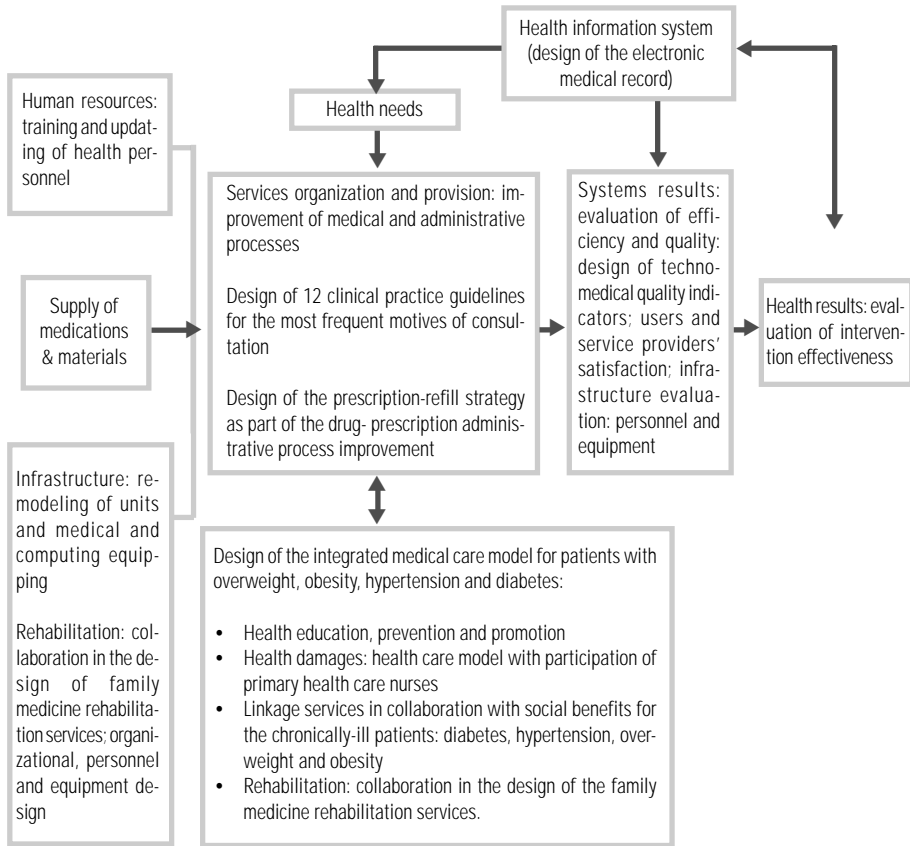 Health information system
(design of the electronic
medical record)
Human resources:
training and updat-
ing of health per-
sonnel
Health needs
Services organization and provision: im-
provement of medical and administrative
processes
Design of 12 clinical practice guidelines
for the most frequent motives of consul-
tation
Design of the prescription-refill strategy
as part of the drug- prescription adminis-
trative process improvement
Systems results:
evaluation of effi-
ciency and quality:
design of techno-
medical quality indi-
cators; users and
service providers’
satisfaction; infra-
structure evalua-
tion: personnel and
equipment
Supply of
medications
& materials
Health results: eval-
uation of interven-
tion effectiveness
Infrastructure: re-
modeling of units
and medical and
computing equip-
ping
Rehabilitation: col-
laboration in the de-
sign of family
medicine rehabilita-
tion services; organi-
zational, personnel
and equipment de-
sign
Design of the integrated medical care model for patients with
overweight, obesity, hypertension and diabetes:
• Health education, prevention and promotion
• Health damages: health care model with participation of
primary health care nurses
• Linkage services in collaboration with social benefits for
the chronically-ill patients: diabetes, hypertension, over-
weight and obesity
• Rehabilitation: collaboration in the design of the family
medicine rehabilitation services.